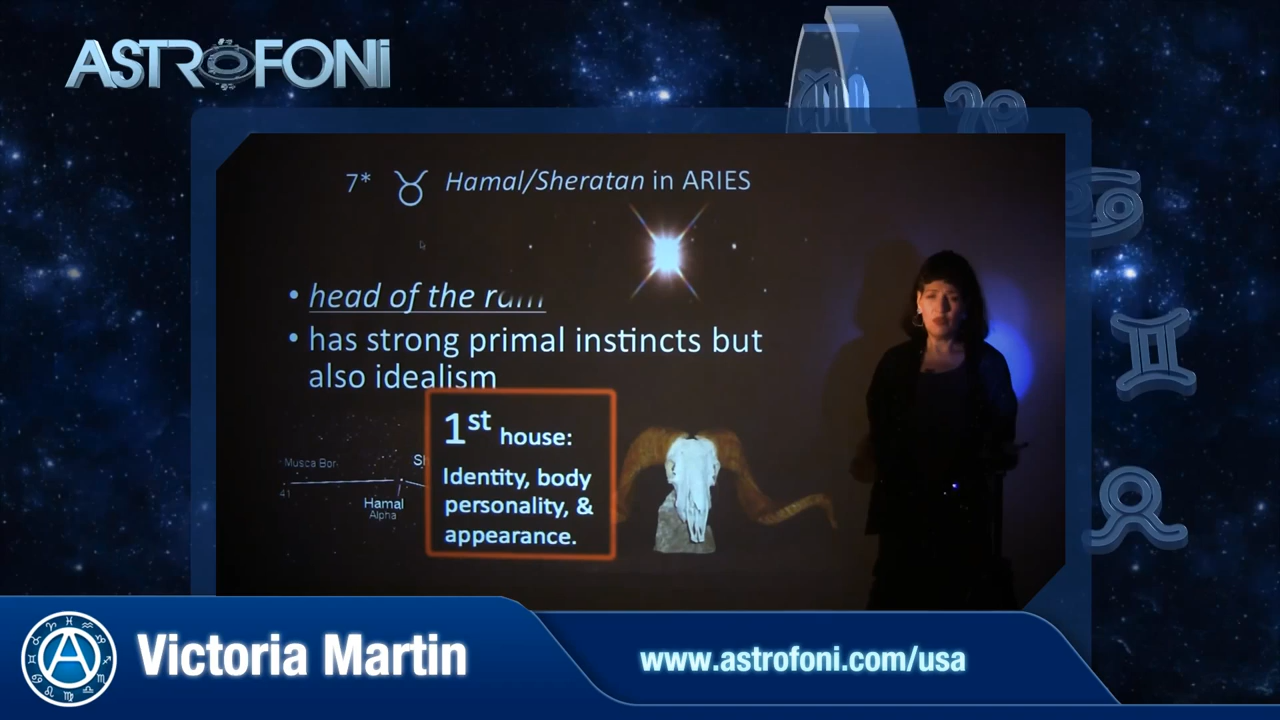 ASTROFONi
7* ♉ Hamal/Sheratan in ARIES
• head of the ram
• has strong primal instincts but
also idealism
1st house:
Identity, body
personality, &
appearance.
Musca Bor
41
Hamal
Alpha
Victoria Martin
www.astrofoni.com/usa